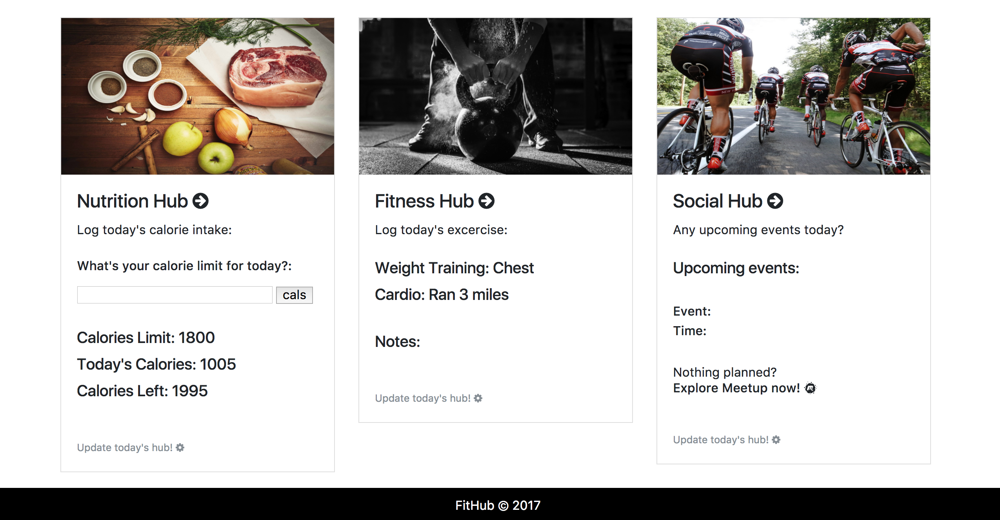 Nutrition Hub
Log today's calorie intake:
What's your calorie limit for today?:
cals
Calories Limit: 1800
Today's Calories: 1005
Calories Left: 1995
Update today's hub!
Fitness Hub
Log today's excercise:
Weight Training: Chest
Cardio: Ran 3 miles
Notes:
Update today's hub!
NEW Y
Social Hub
Any upcoming events today?
Upcoming events:
Event:
Time:
Nothing planned?
Explore Meetup now!
Update today's hub!
FitHub © 2017